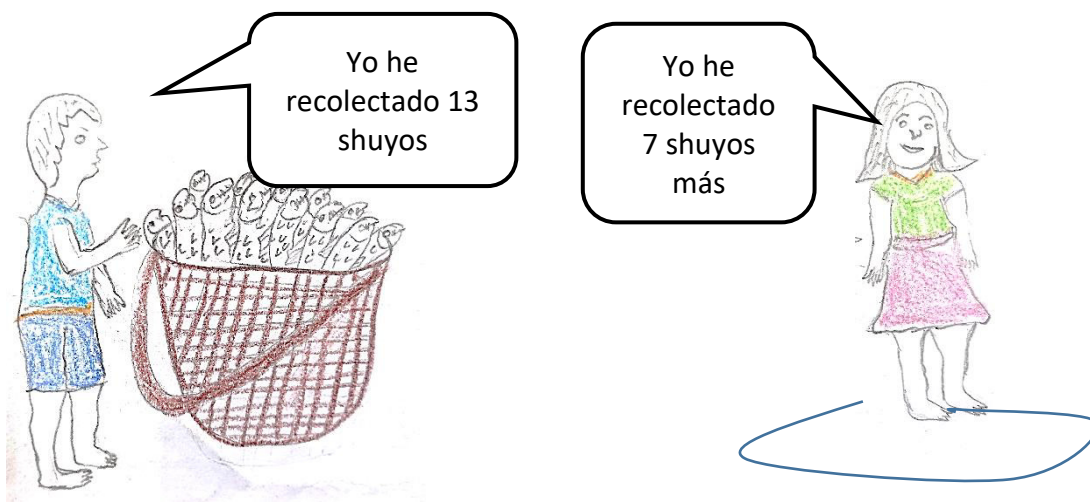 Yo he
recolectado 13
shuyos
Yo he
recolectado
7 shuyos
más